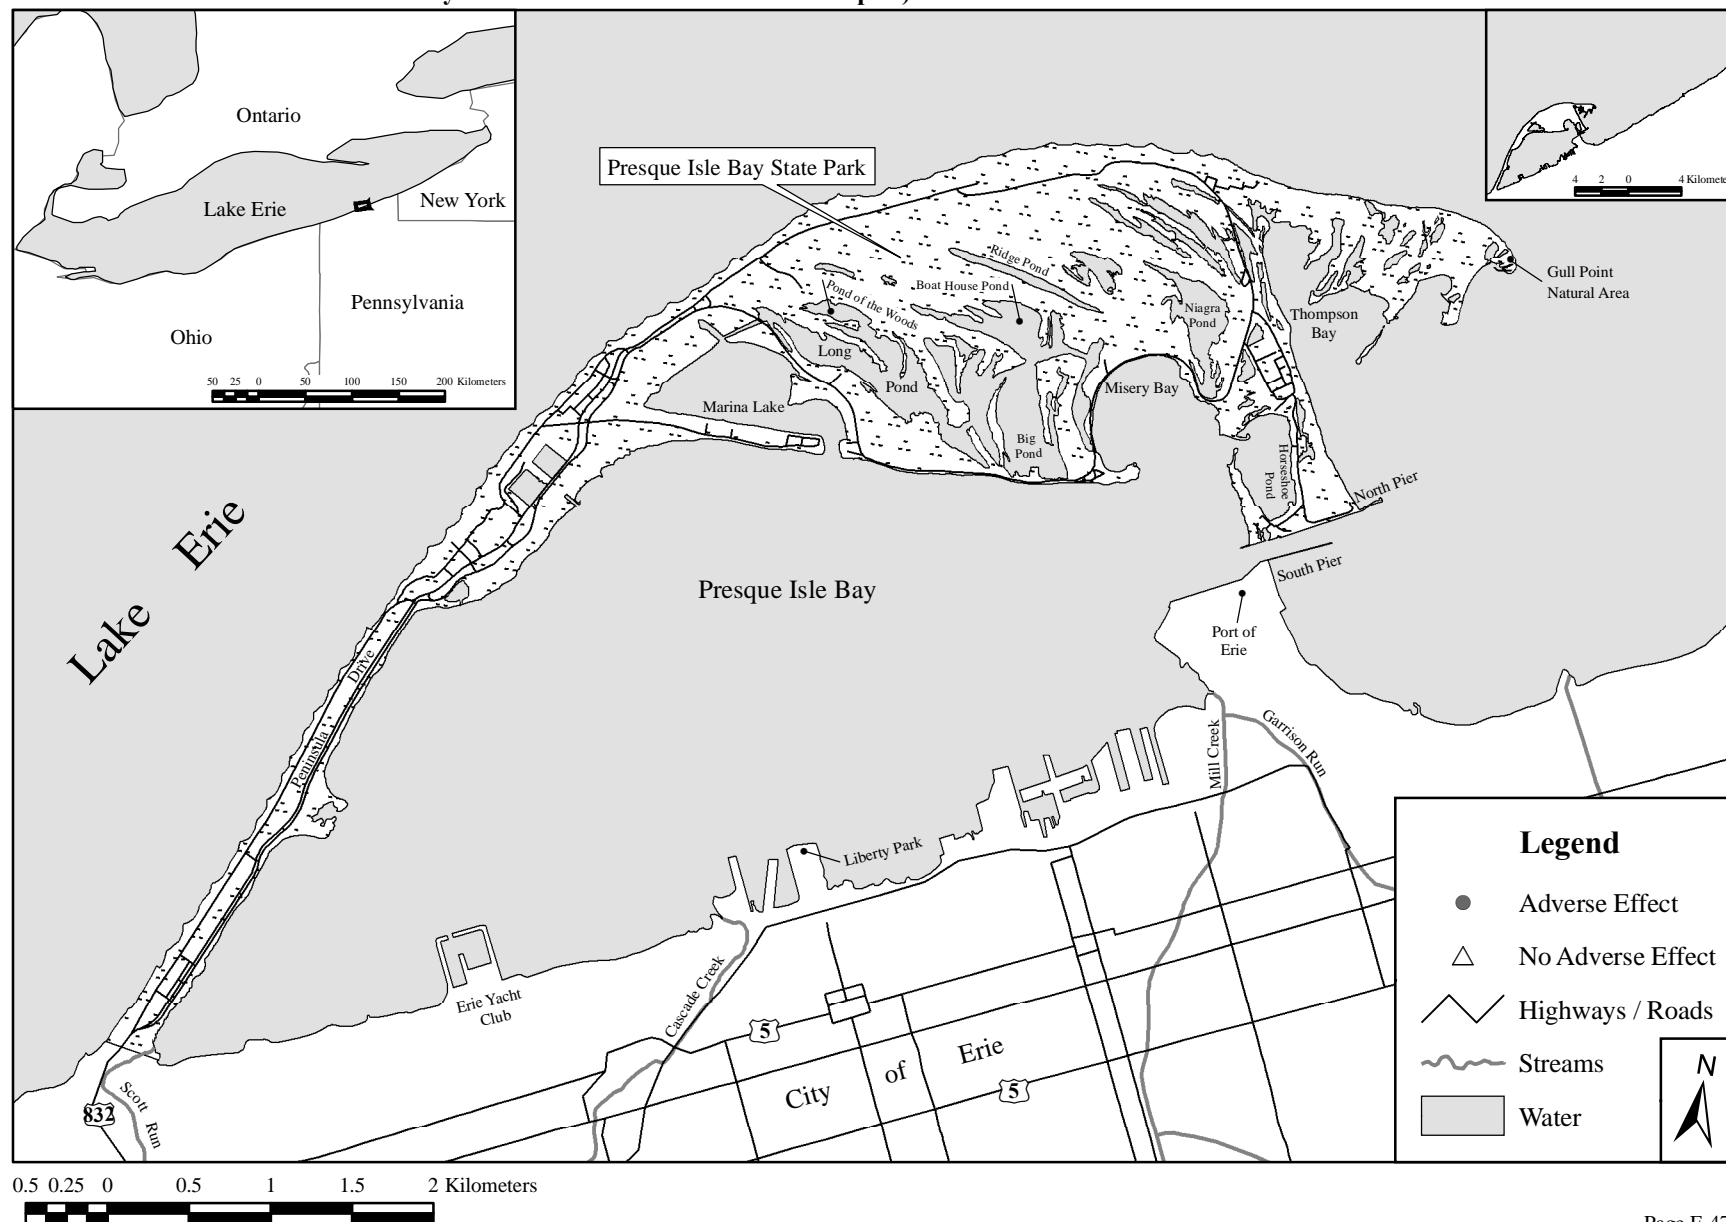 Ontario
Lake Erie
New York
Pennsylvania
Ohio
50 25 0 50 100 150 200 Kilometers
4 2 0 4
Presque Isle Bay State Park
Ridge Pond
Boat House Pond
Pond of the Woods
Niagra
Pond
Thompson
Bay
Gull Point
Natural Area
Long
Pond
Misery Bay
Marina Lake
Big
Pond
Horseshoe
Pond
North Pier
South Pier
Lake Erie
Presque Isle Bay
Port of
Erie
Peninsula Drive
Mill Creek
Garrison Run
Liberty Park
Erie Yacht
Club
Cascade Creek
5
City of Erie
5
Scott Run
832
Legend
Adverse Effect
No Adverse Effect
Highways / Roads
Streams
Water
N
0.5 0.25 0 0.5 1 1.5 2 Kilometers